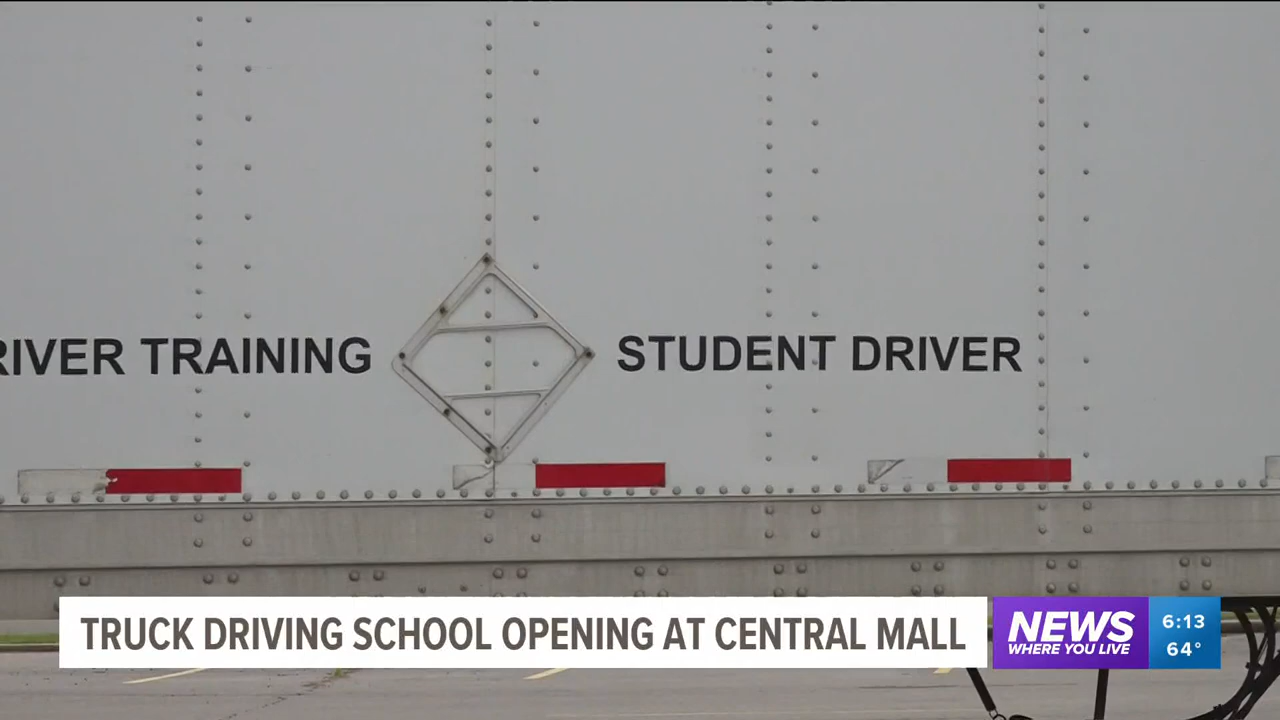 RIVER TRAINING STUDENT DRIVER
TRUCK DRIVING SCHOOL OPENING AT CENTRAL MALL
NEWS
WHERE YOU LIVE
6:13
64°